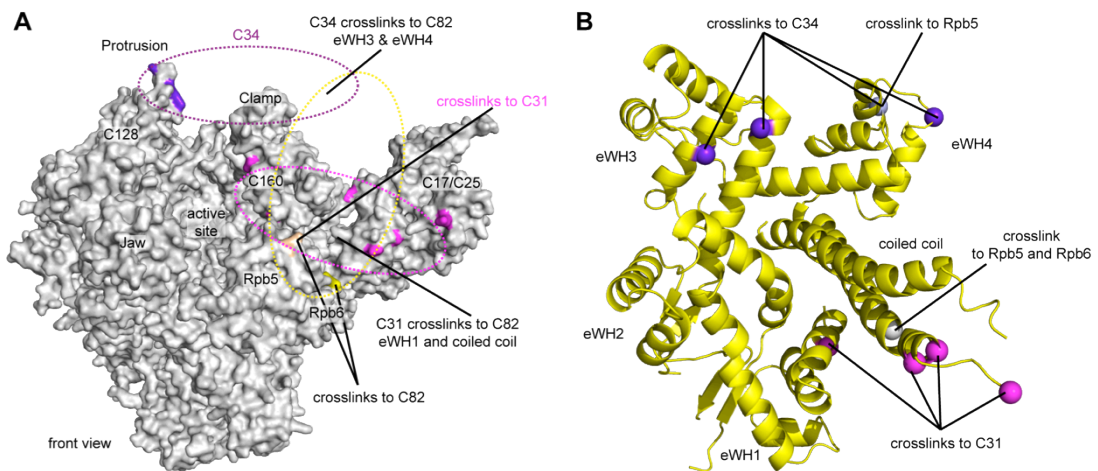 A
C34
C34 crosslinks to C82
eWH3 & eWH4
Protrusion
Clamp
crosslinks to C31
C128
C160
C17/C25
active
site
Jaw
Rpb5
Rpb6
C31 crosslinks to C82
eWH1 and coiled coil
crosslinks to C82
front view
B
crosslinks to C34
crosslink to Rpb5
eWH3
eWH4
coiled coil
crosslink
to Rpb5 and Rpb6
eWH2
crosslinks to C31
eWH1